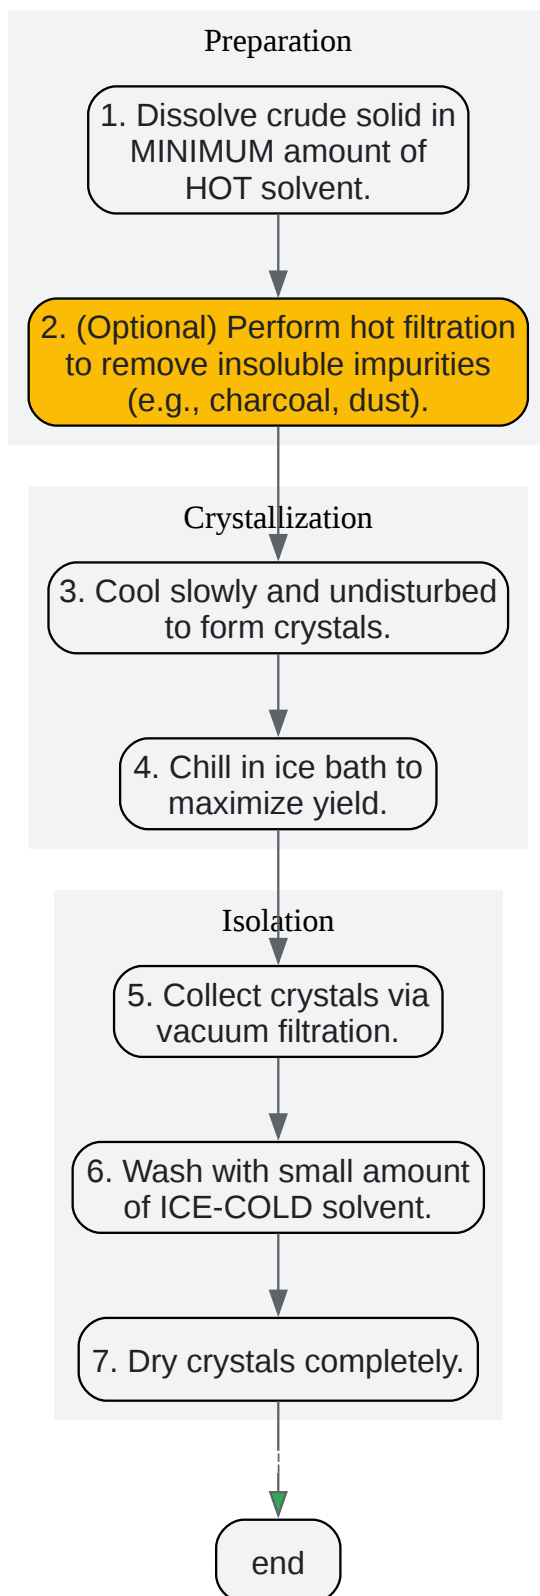 Preparation
1. Dissolve crude solid in
MINIMUM amount of
HOT solvent.
2. (Optional) Perform hot filtration
to remove insoluble impurities
(e.g., charcoal, dust).
Crystallization
3. Cool slowly and undisturbed
to form crystals.
4. Chill in ice bath to
maximize yield.
Isolation
5. Collect crystals via
vacuum filtration.
6. Wash with small amount
of ICE-COLD solvent.
7. Dry crystals completely.
end